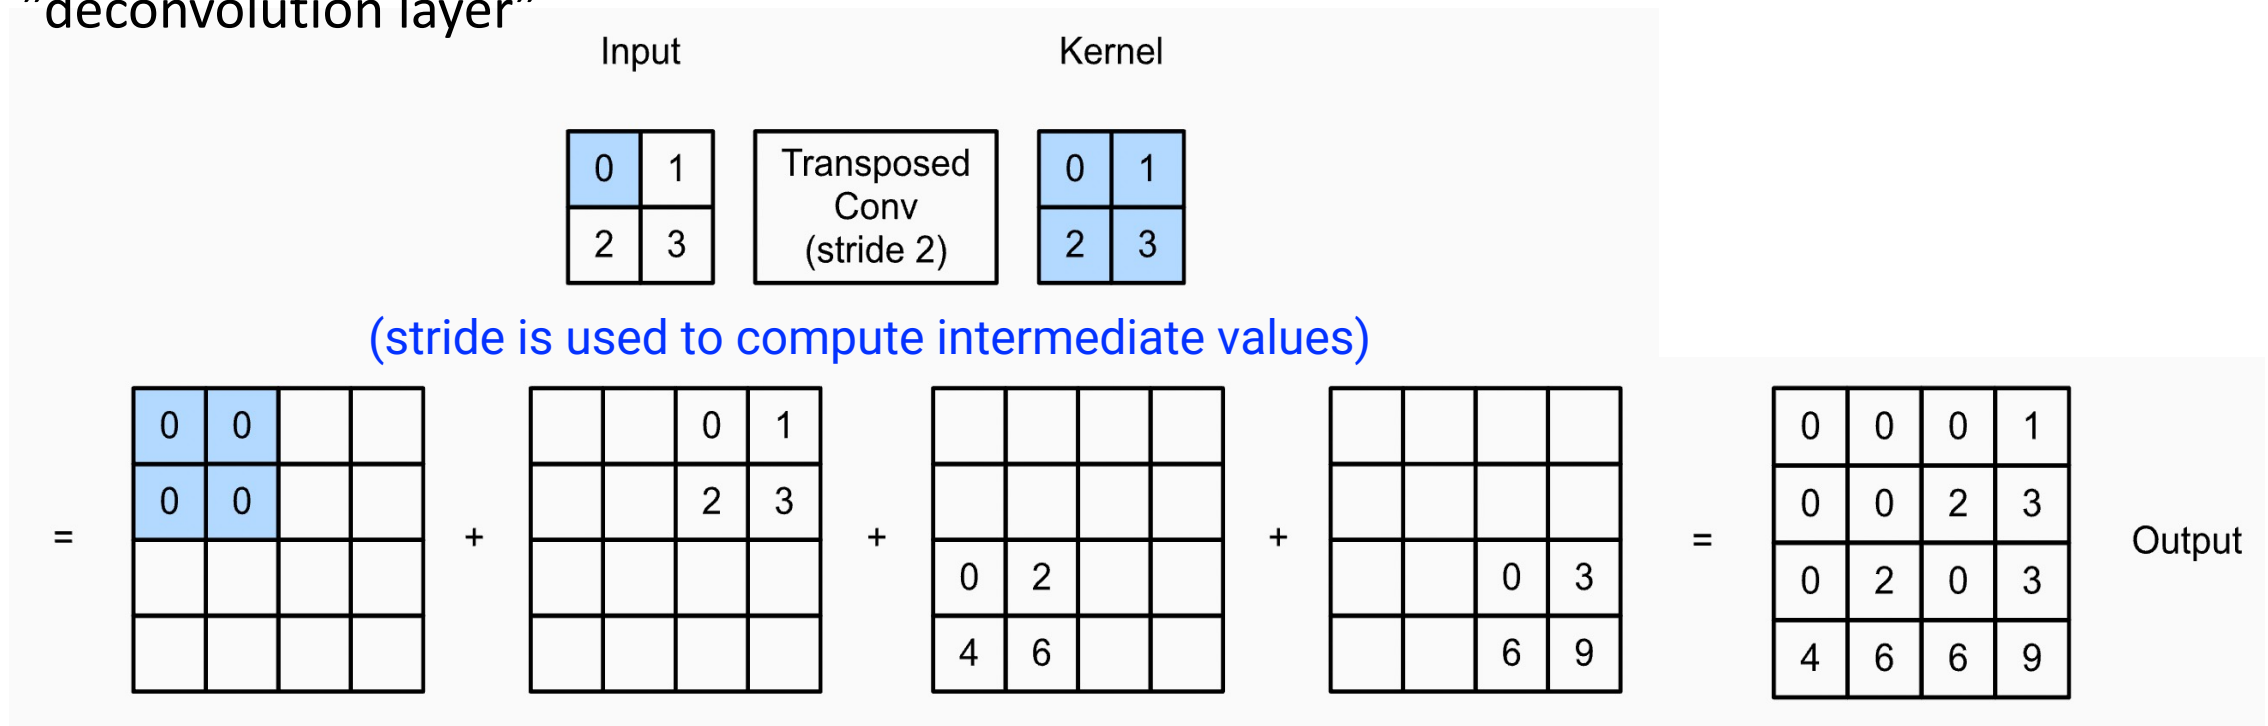 "deconvolution layer"
Input Kernel
0 1 Transposed 0 1
2 3 Conv 2 3
(stride 2)
(stride is used to compute intermediate values)
0 0 0 1 0 0 0 1
0 0 2 3 0 0 2 3
= + + + = Output
0 2 0 3 0 2 0 3
4 6 6 9 4 6 6 9